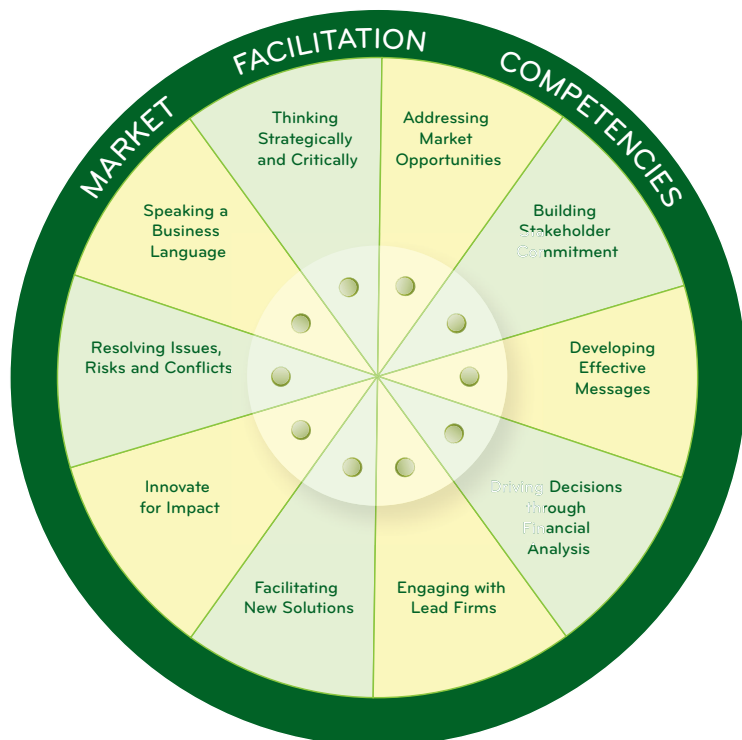 MARKET FACILITATION COMPETENCIES
Thinking
Strategically
and Critically
Addressing
Market
Opportunities
Building
Stakeholder
Commitment
Developing
Effective
Messages
Driving Decisions
through
Financial
Analysis
Engaging with
Lead Firms
Facilitating
New Solutions
Innovate
for Impact
Resolving Issues,
Risks and Conflicts
Speaking a
Business
Language